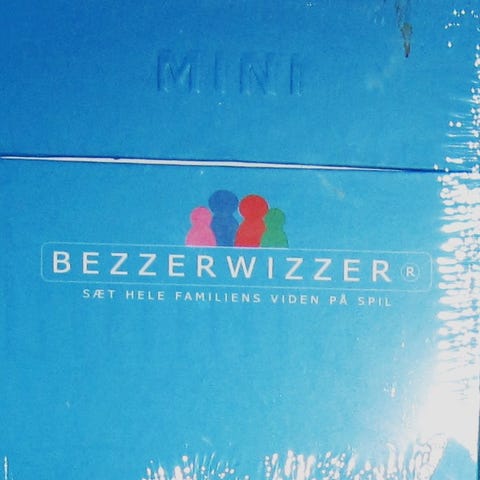 MINI
BEZZERWIZZER®
SÆT HELE FAMILIENS VIDEN PÅ SPIL